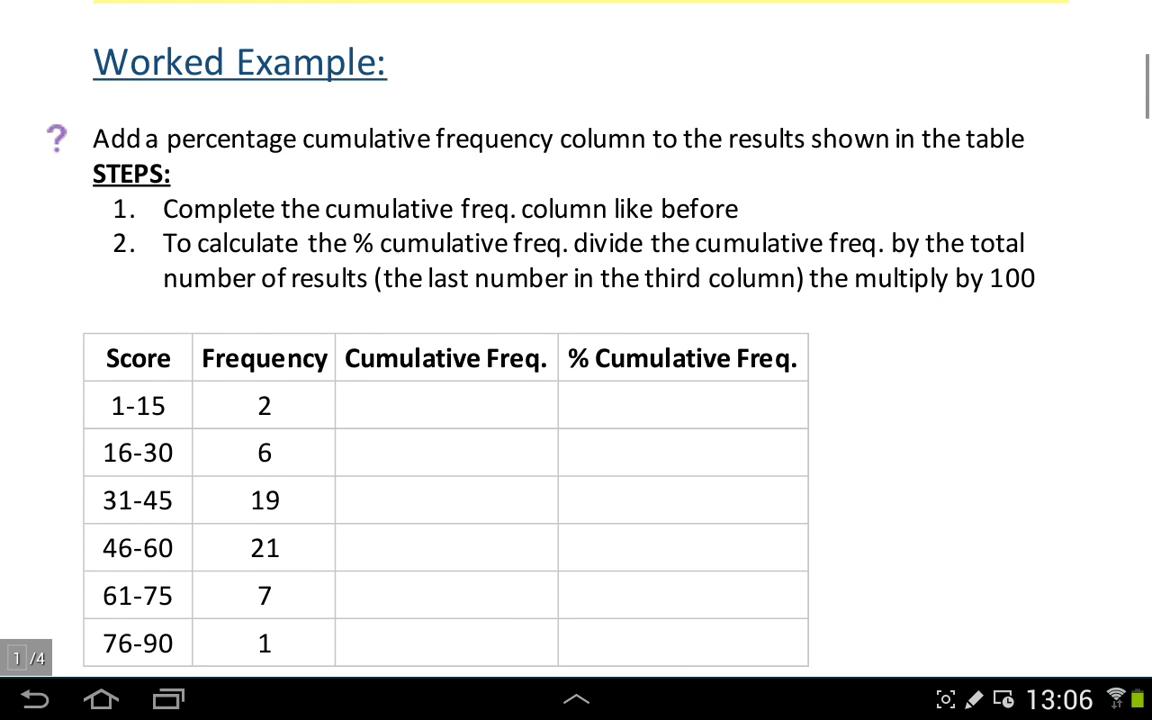 Worked Example:
? Add a percentage cumulative frequency column to the results shown in the table
STEPS:
1. Complete the cumulative freq. column like before
2. To calculate the % cumulative freq. divide the cumulative freq. by the total
number of results (the last number in the third column) the multiply by 100
Score Frequency Cumulative Freq. % Cumulative Freq.
1-15 2
16-30 6
31-45 19
46-60 21
61-75 7
76-90 1
1 /4
13:06